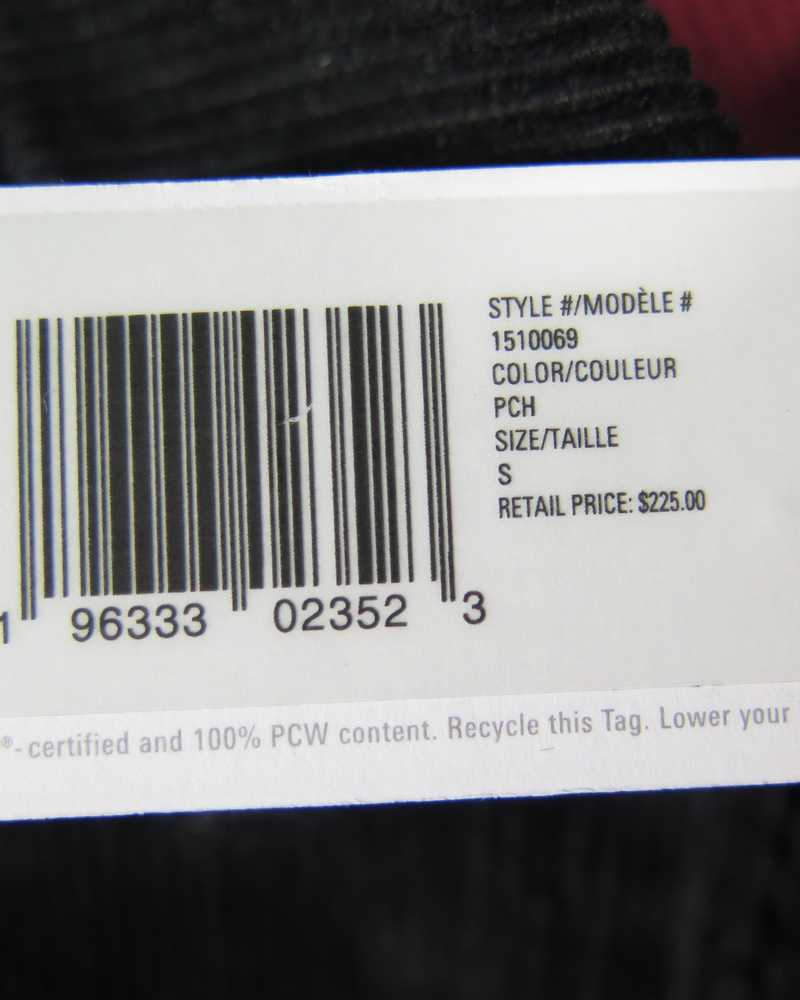 STYLE #/MODÈLE #
1510069
COLOR/COULEUR
PCH
SIZE/TAILLE
S
RETAIL PRICE: $225.00
1 96333 02352 3
®-certified and 100% PCW content. Recycle this Tag. Lower your